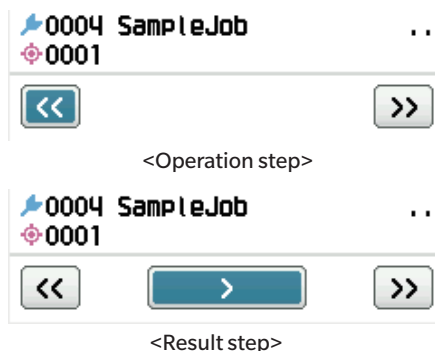 0004 SampleJob ..
0001
<< >>
<Operation step>
0004 SampleJob ..
0001
<< > >>
<Result step>